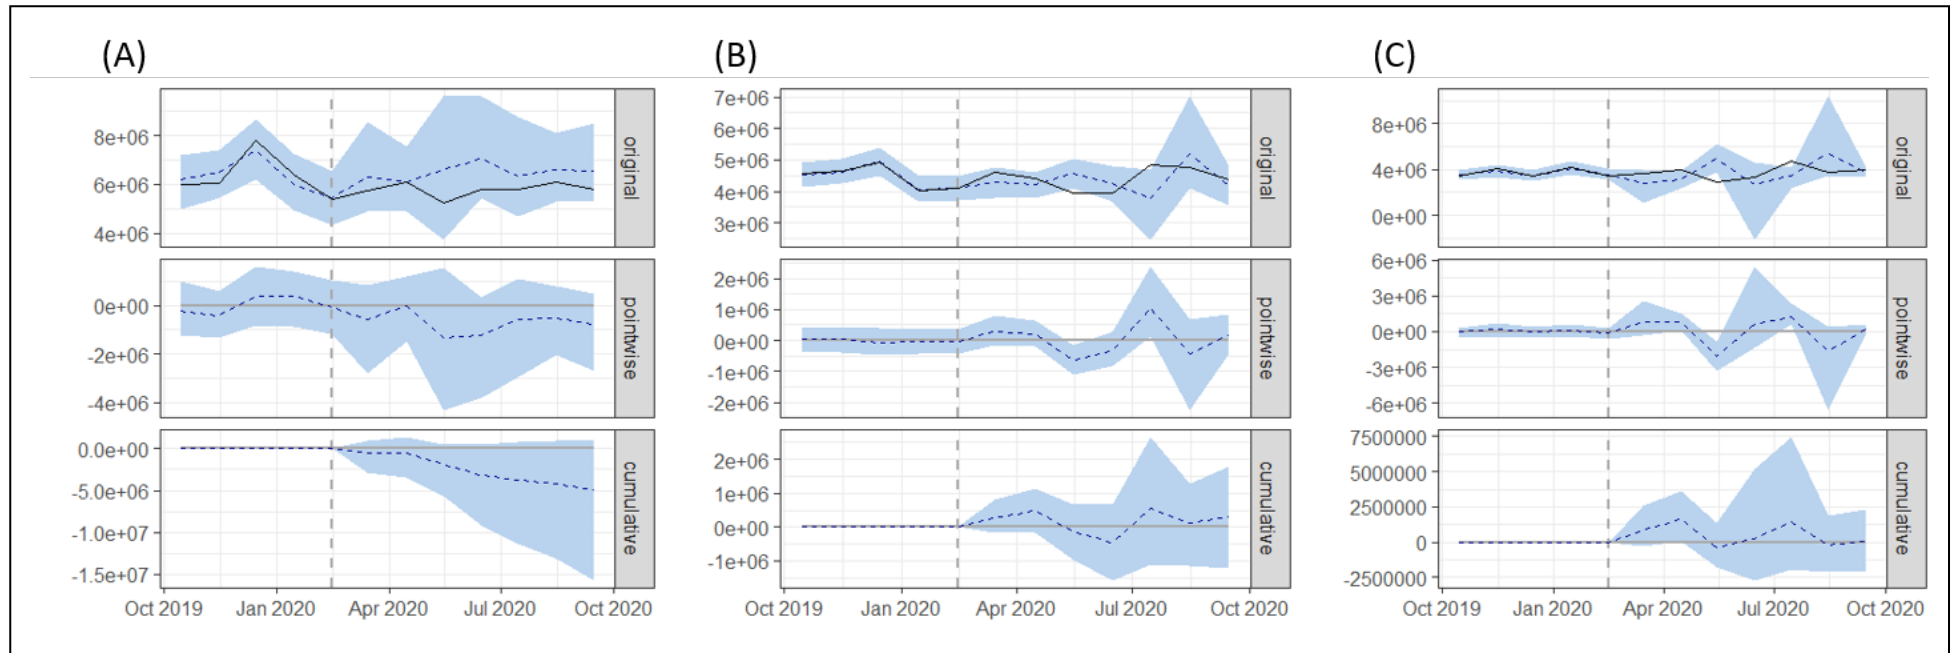 (A)
(B)
(C)
8e+06
6e+06
4e+06
original
0e+00
-2e+06
-4e+06
pointwise
0.0e+00
-5.0e+06
-1.0e+07
-1.5e+07
cumulative
Oct 2019 Jan 2020 Apr 2020 Jul 2020 Oct 2020
7e+06
6e+06
5e+06
4e+06
3e+06
original
2e+06
1e+06
0e+00
-1e+06
-2e+06
pointwise
2e+06
1e+06
0e+00
-1e+06
cumulative
Oct 2019 Jan 2020 Apr 2020 Jul 2020 Oct 2020
8e+06
4e+06
0e+00
original
6e+06
3e+06
0e+00
-3e+06
-6e+06
pointwise
7500000
5000000
2500000
0
-2500000
cumulative
Oct 2019 Jan 2020 Apr 2020 Jul 2020 Oct 2020